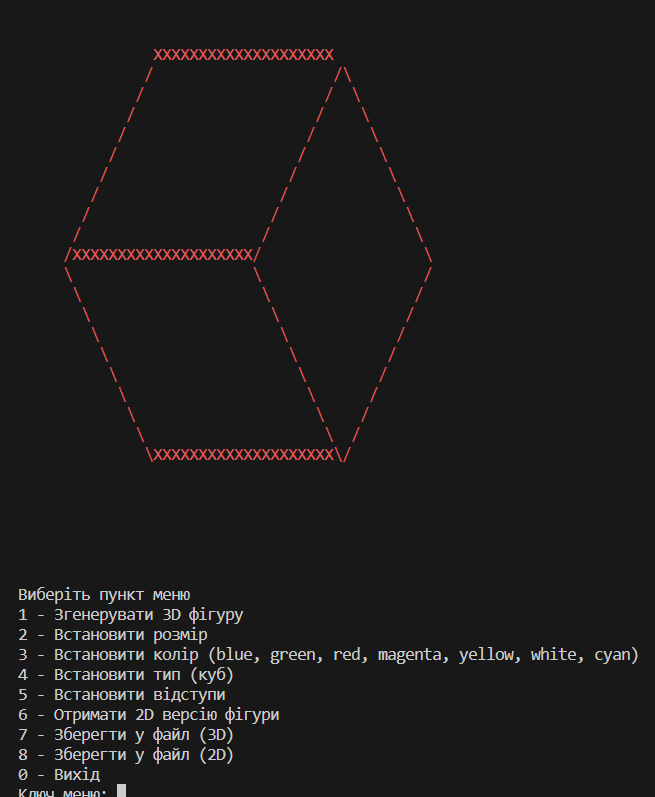 XXXXXXXXXXXXXXXXXXXX
/ /\
/ / \
/ / \
/ / \
/ / \
/ / \
/ / \
/ / \
/ / \
/XXXXXXXXXXXXXXXXXXXX/ \
\ \ /
\ \ /
\ \ /
\ \ /
\ \ /
\ \ /
\ \ /
\ \ /
\ \ /
\XXXXXXXXXXXXXXXXXXXX\/
Виберіть пункт меню
1 - Згенерувати 3D фігуру
2 - Встановити розмір
3 - Встановити колір (blue, green, red, magenta, yellow, white, cyan)
4 - Встановити тип (куб)
5 - Встановити відступи
6 - Отримати 2D версію фігури
7 - Зберегти у файл (3D)
8 - Зберегти у файл (2D)
0 - Вихід
Ключ меню: